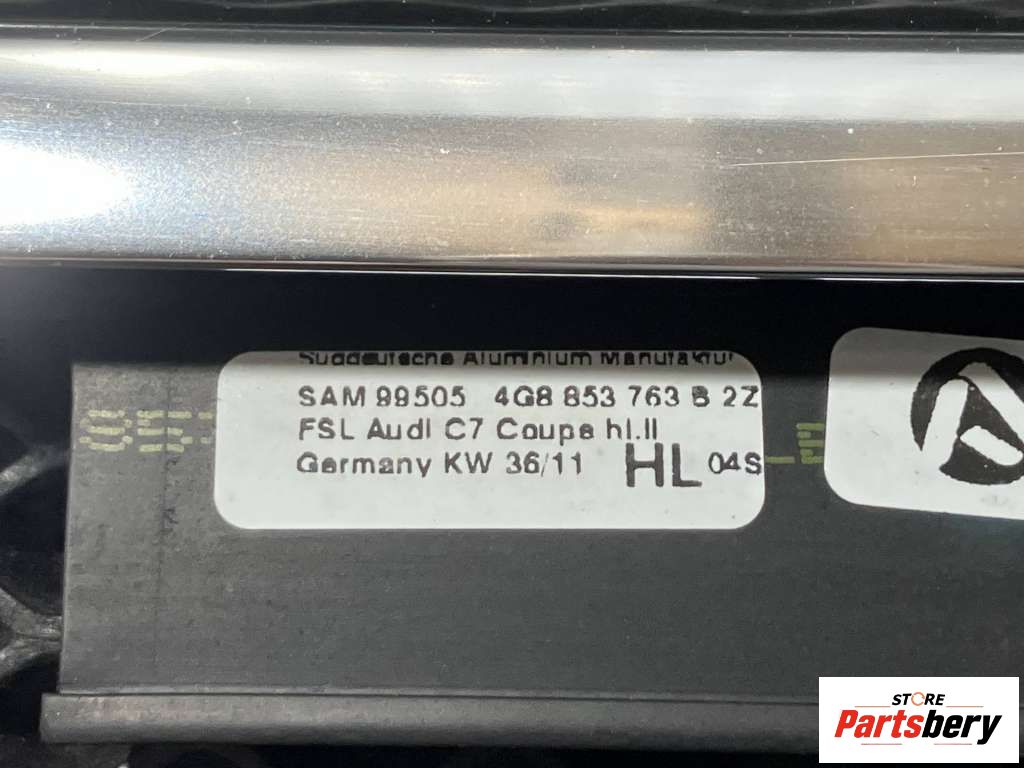 Süddeutsche Aluminium Manufaktur
SAM 99505 4G8 853 763 B 2Z
FSL Audi C7 Coupe hl.li
Germany KW 36/11 HL 04S
STORE
Partsbery